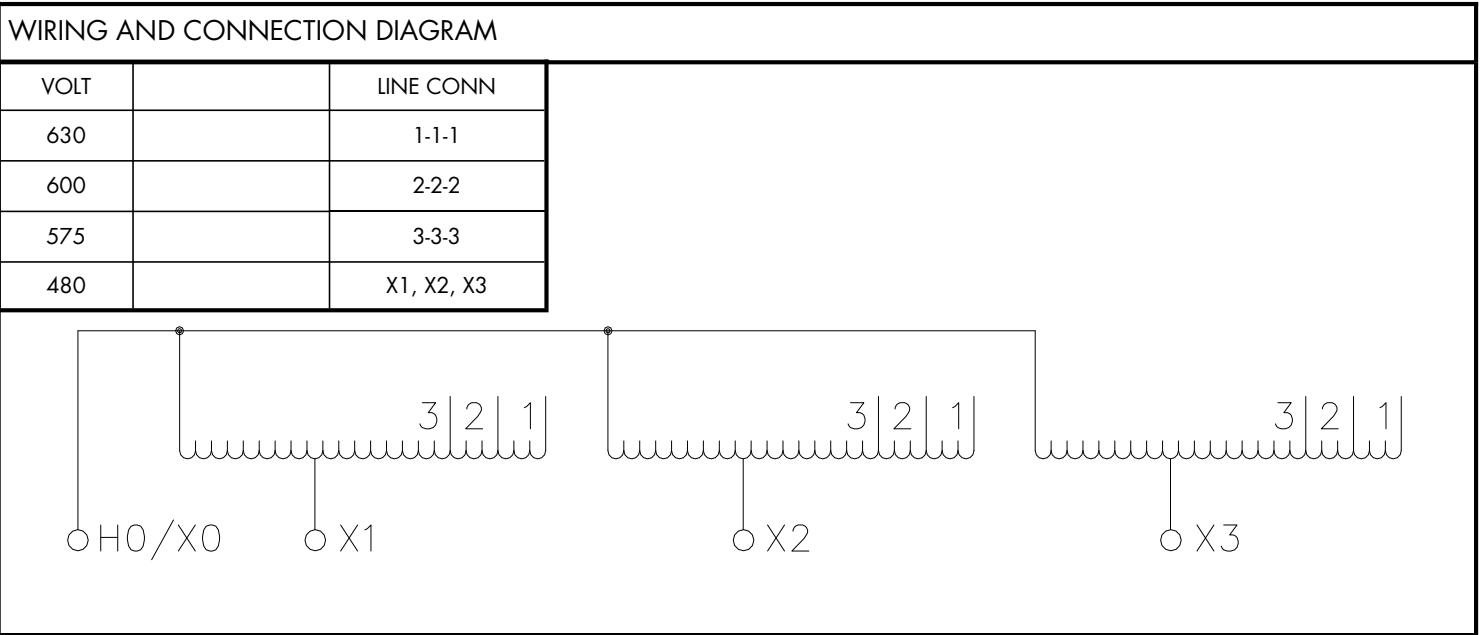 WIRING AND CONNECTION DIAGRAM
VOLT LINE CONN
630 1-1-1
600 2-2-2
575 3-3-3
480 X1, X2, X3
3 2 1 3 2 1 3 2 1
H0/X0 X1 X2 X3